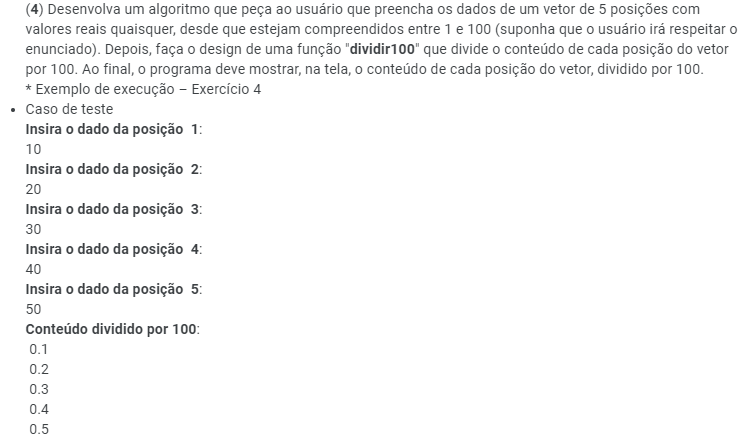 (4) Desenvolva um algoritmo que peça ao usuário que preencha os dados de um vetor de 5 posições com
valores reais quaisquer, desde que estejam compreendidos entre 1 e 100 (suponha que o usuário irá respeitar o
enunciado). Depois, faça o design de uma função "dividir100" que divide o conteúdo de cada posição do vetor
por 100. Ao final, o programa deve mostrar, na tela, o conteúdo de cada posição do vetor, dividido por 100.
* Exemplo de execução – Exercício 4
• Caso de teste
Insira o dado da posição  1:
10
Insira o dado da posição  2:
20
Insira o dado da posição  3:
30
Insira o dado da posição  4:
40
Insira o dado da posição  5:
50
Conteúdo dividido por 100:
0.1
0.2
0.3
0.4
0.5